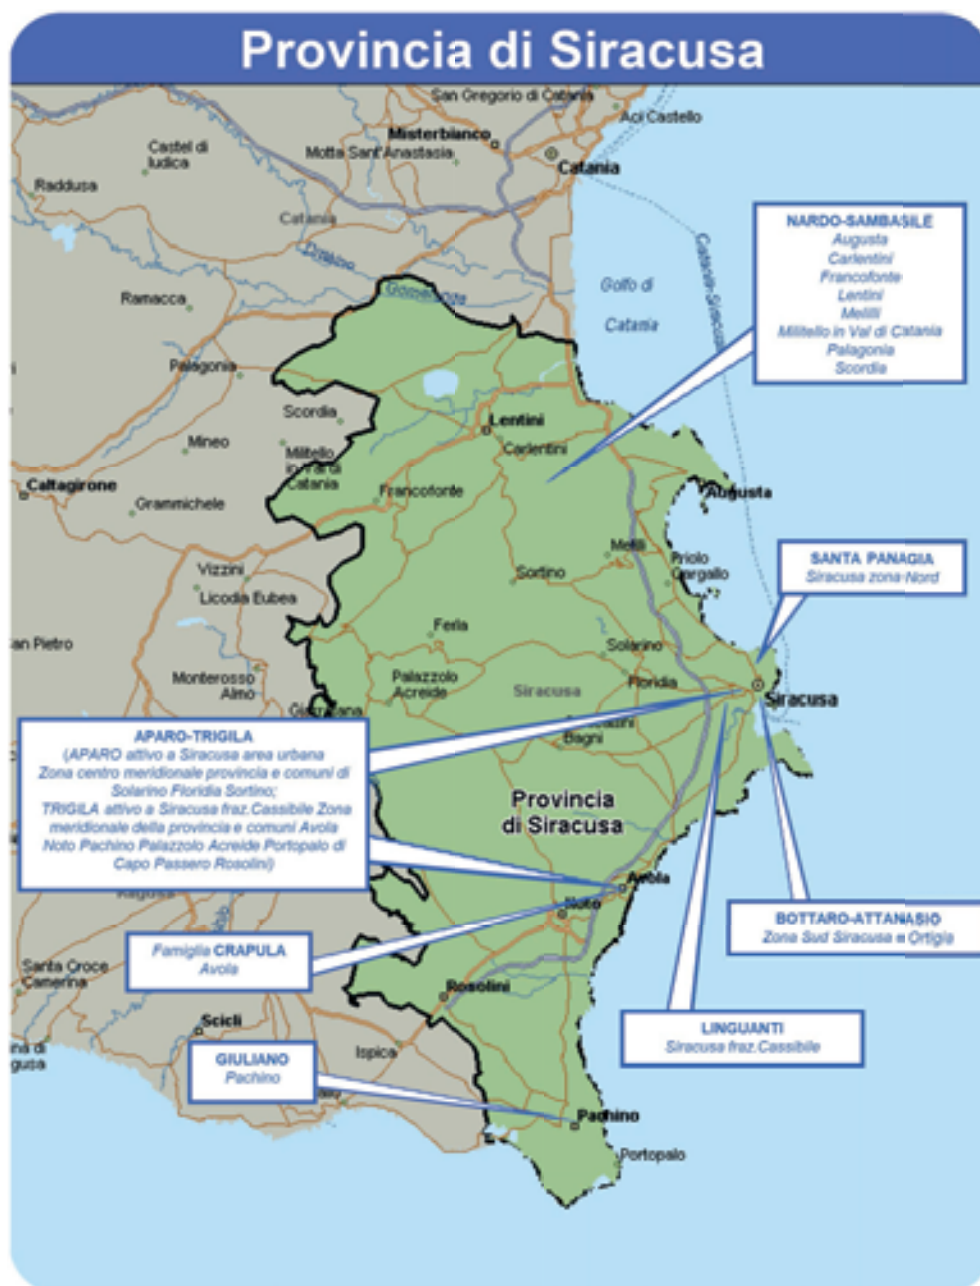 Provincia di Siracusa
San Gregorio di Catania
Aci Castello
Misterbianco
Castel di
Iudica
Motta Sant'Anastasia
Catania
Raddusa
Catania
Catania-Siracusa
NARDO-SAMBASILE
Augusta
Carlentini
Francofonte
Lentini
Melilli
Militello in Val di Catania
Palagonia
Scordia
Golfo di
Catania
Ramacca
Gornalunga
Palagonia
Scordia
Lentini
Carlentini
Mineo
Militello
in Val di
Catania
Caltagirone
Francofonte
Grammichele
Augusta
Melilli
Priolo
Gargallo
SANTA PANAGIA
Siracusa zona Nord
Vizzini
Sortino
Licodia Eubea
San Pietro
Ferla
Solarino
Monterosso
Almo
Palazzolo
Acreide
Siracusa
Floridia
Siracusa
Bagni
APARO-TRIGILA
(APARO attivo a Siracusa area urbana
Zona centro meridionale provincia e comuni di
Solarino Floridia Sortino;
TRIGILA attivo a Siracusa fraz.Cassibile Zona
meridionale della provincia e comuni Avola
Noto Pachino Palazzolo Acreide Portopalo di
Capo Passero Rosolini)
Provincia
di Siracusa
Ragusa
Avola
Noto
BOTTARO-ATTANASIO
Zona Sud Siracusa e Ortigia
Famiglia CRAPULA
Avola
Santa Croce
Camerina
Rosolini
Scicli
LINGUANTI
Siracusa fraz.Cassibile
Ispica
GIULIANO
Pachino
Pachino
Portopalo